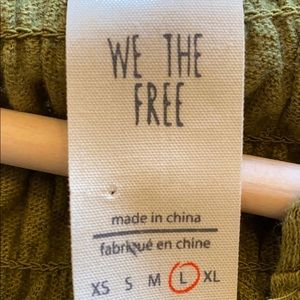 WE THE
FREE
made in china
fabriqué en chine
XS S M L XL